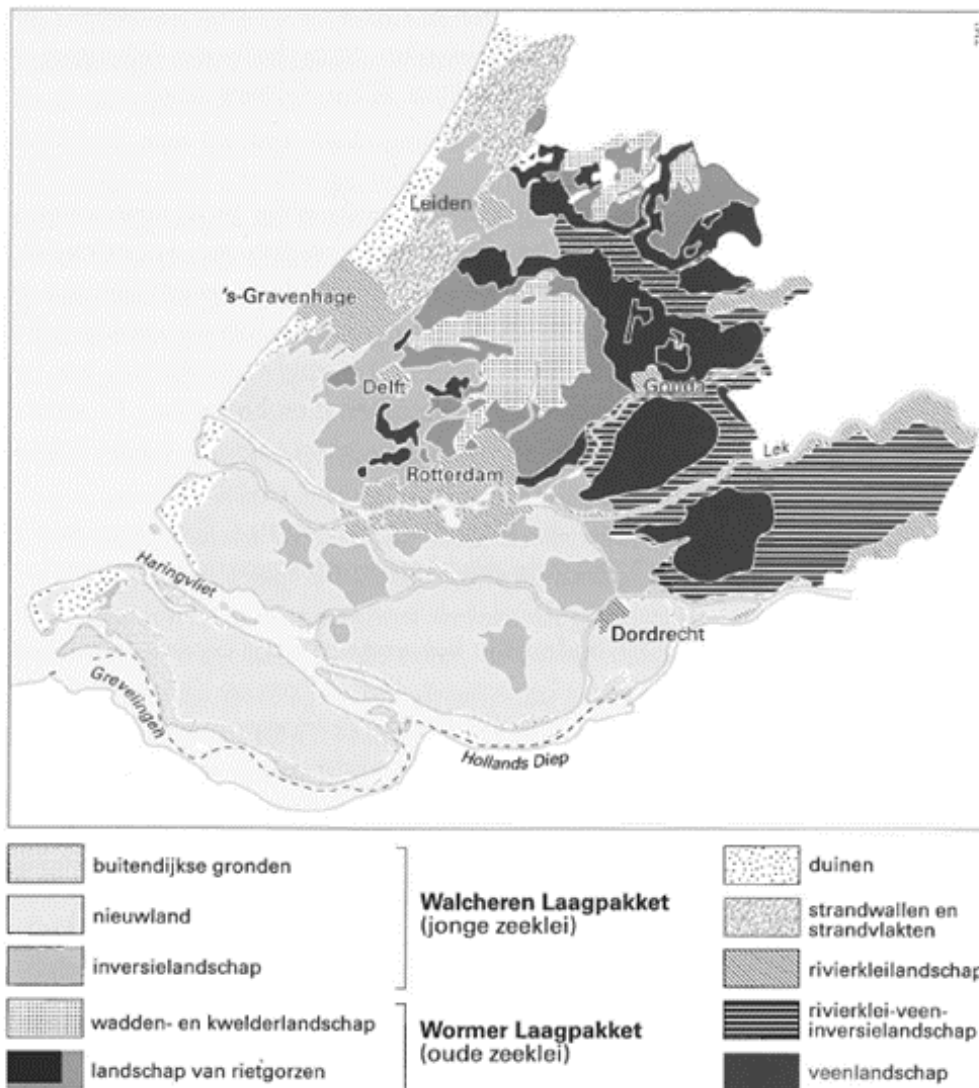 Leiden
's-Gravenhage
Delft
Gouda
Rotterdam
Lek
Haringvliet
Dordrecht
Grevelingen
Hollands Diep
buitendijkse gronden
nieuwland
inversielandschap
Walcheren Laagpakket
(jonge zeeklei)
wadden- en kwelderlandschap
landschap van rietgorzen
Wormer Laagpakket
(oude zeeklei)
duinen
strandwallen en
strandvlakten
rivierkleilandschap
rivierklei-veen-
inversielandschap
veenlandschap